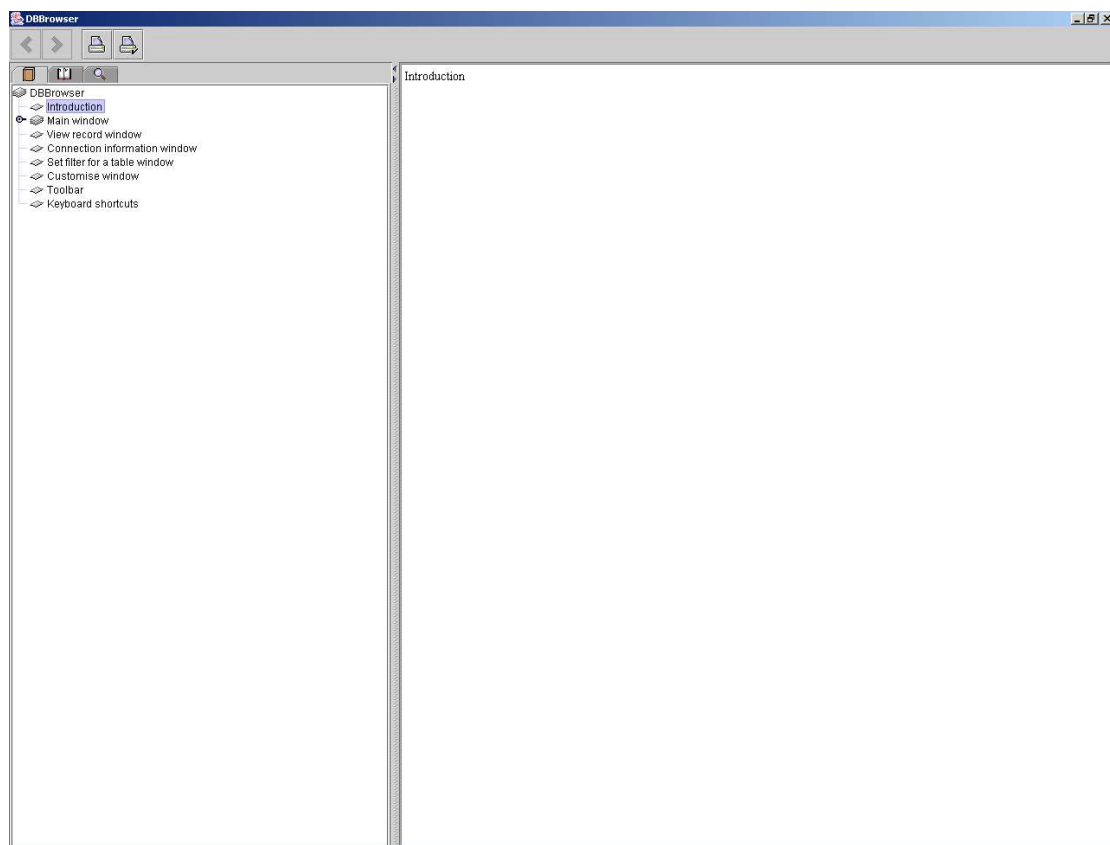 DBBrowser
DBBrowser
Introduction
Main window
View record window
Connection information window
Set filter for a table window
Customise window
Toolbar
Keyboard shortcuts
Introduction